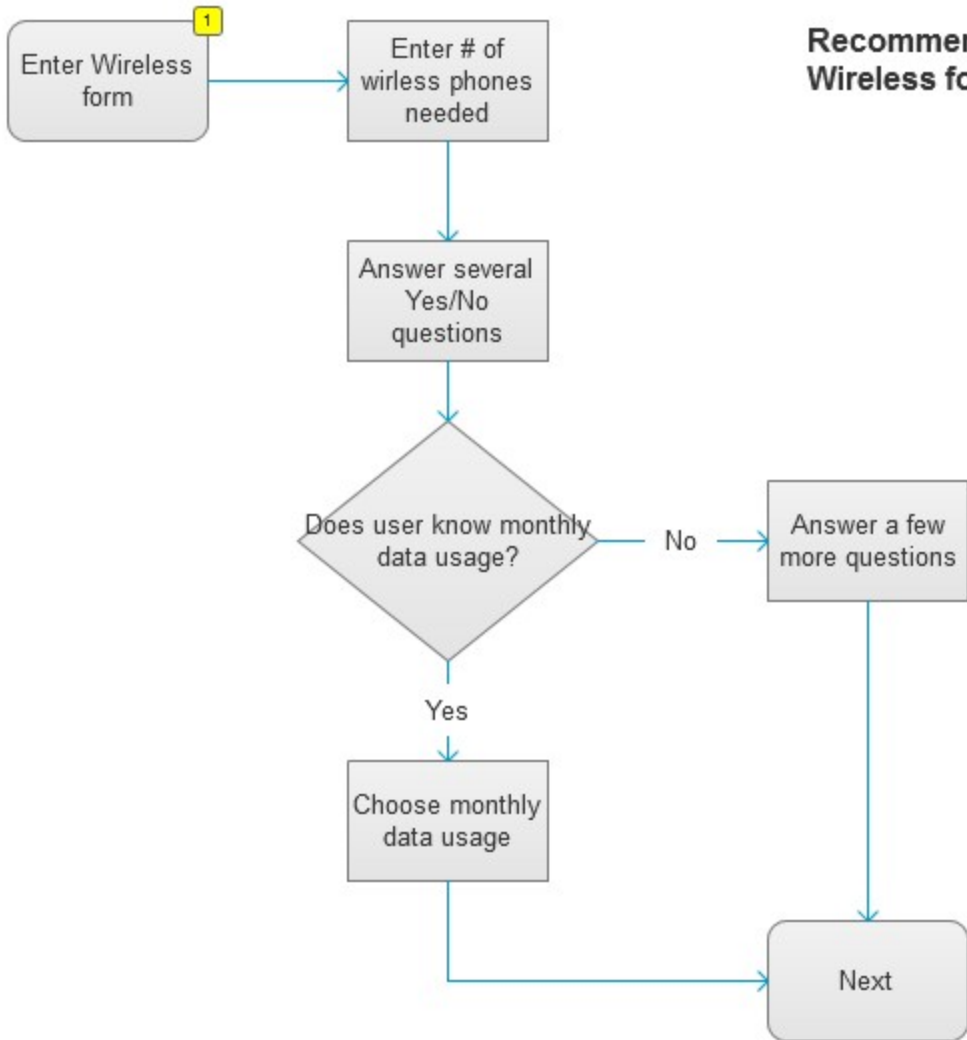 1
Enter Wireless
form
Enter # of
wirless phones
needed
Wireless
Answer several
Yes/No
questions
Does user know monthly
data usage?
No
Answer a few
more questions
Yes
Choose monthly
data usage
Next